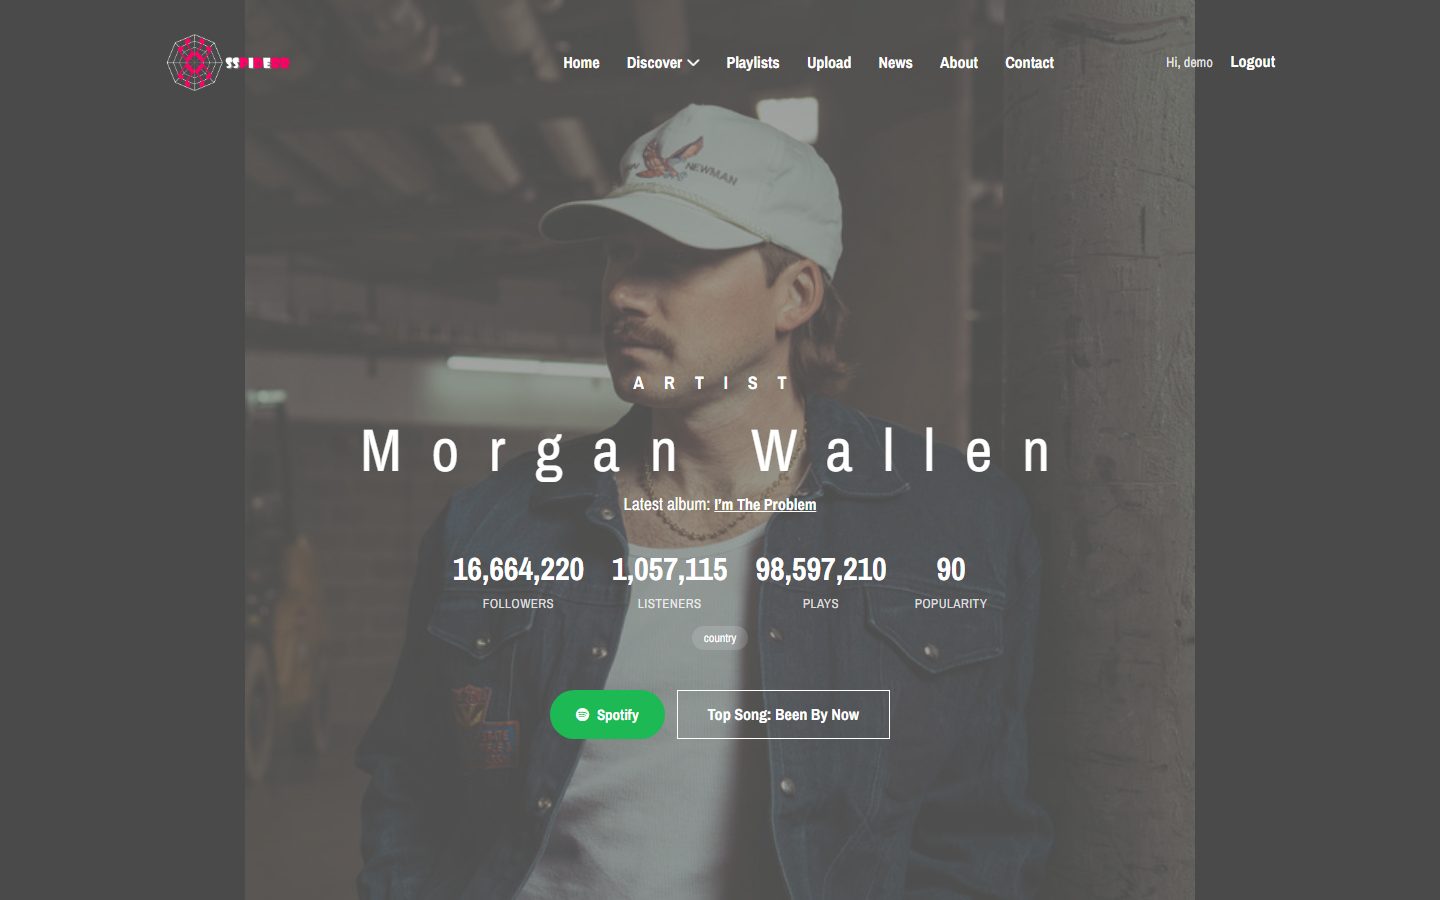 Home Discover Playlists Upload News About Contact Hi, demo Logout
NEWMAN
ARTIST
Morgan Wallen
Latest album: I'm The Problem
16,664,220 1,057,115 98,597,210 90
FOLLOWERS LISTENERS PLAYS POPULARITY
country
Spotify Top Song: Been By Now